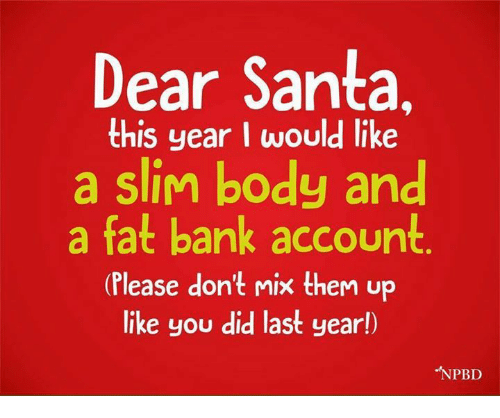 Dear Santa,
this year I would like
a slim body and
a fat bank account.
(Please don't mix them up
like you did last year!)
NPBD